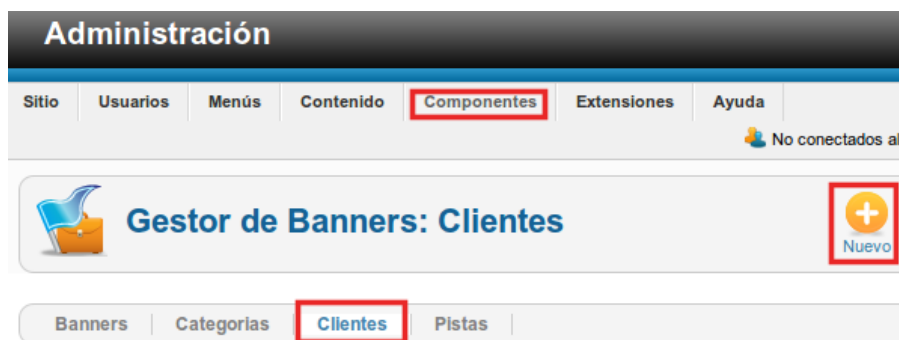 Administración
Sitio Usuarios Menús Contenido Componentes Extensiones Ayuda
No conectados al
Gestor de Banners: Clientes
Nuevo
Banners Categorias Clientes Pistas